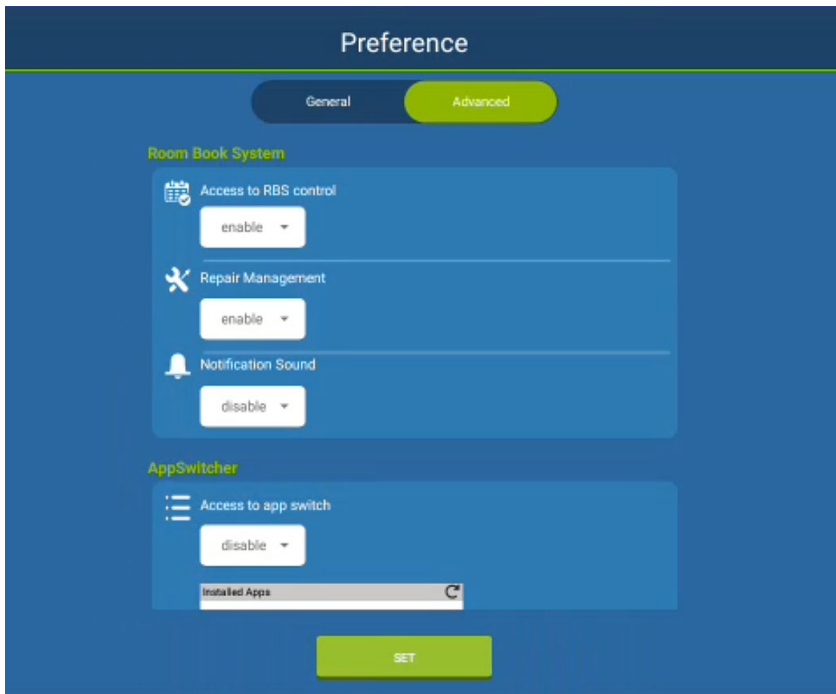 Preference
General
Advanced
Room Book System
Access to RBS control
enable
Repair Management
enable
Notification Sound
disable
AppSwitcher
Access to app switch
disable
Installed Apps
SET